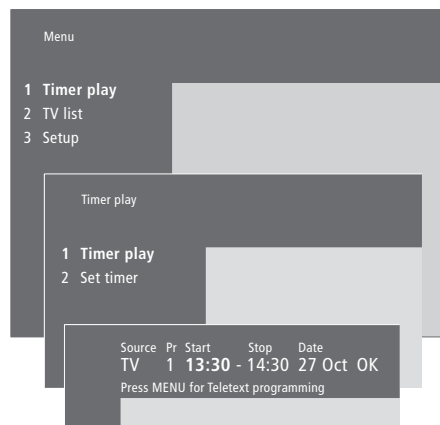 Menu
1 Timer play
2 TV list
3 Setup
Timer play
1 Timer play
2 Set timer
Source Pr Start Stop Date
TV 1 13:30 - 14:30 27 Oct OK
Press MENU for Teletext programming